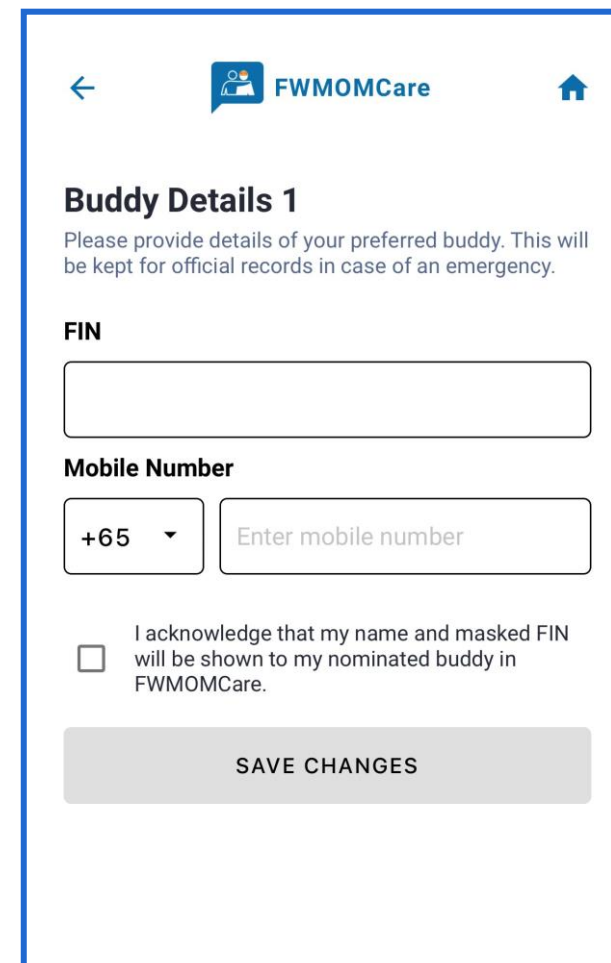 FWMOMCare
Buddy Details 1
Please provide details of your preferred buddy. This will
be kept for official records in case of an emergency.
FIN
Mobile Number
+65
Enter mobile number
I acknowledge that my name and masked FIN
will be shown to my nominated buddy in
FWMOMCare.
SAVE CHANGES